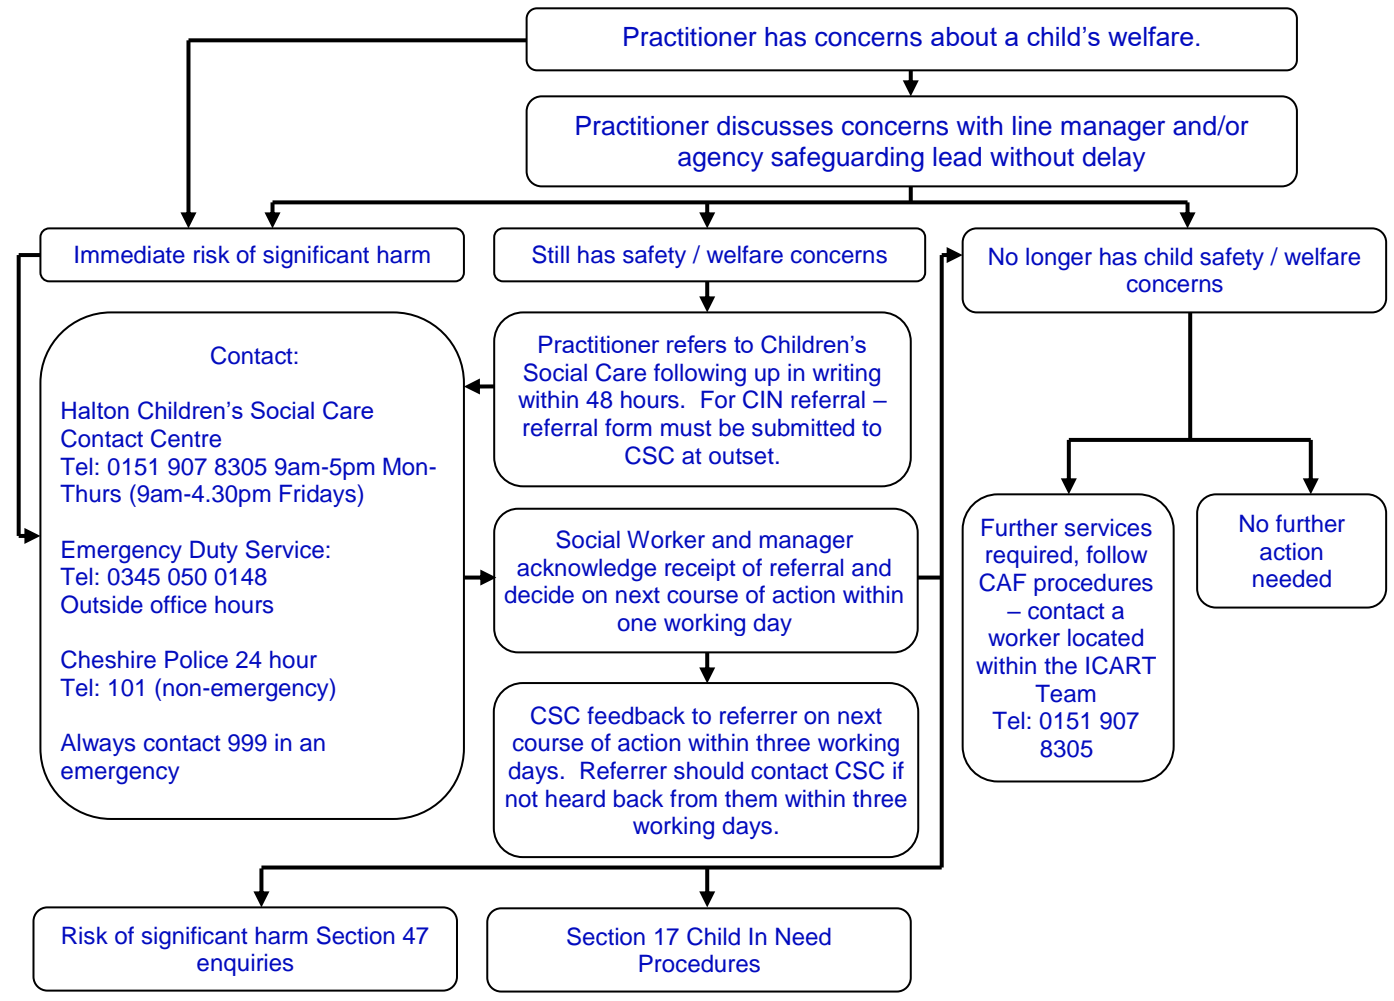 Practitioner has concerns about a child's welfare.
Practitioner discusses concerns with line manager and/or
agency safeguarding lead without delay
Immediate risk of significant harm
Still has safety / welfare concerns
No longer has child safety / welfare
concerns
Contact:
Halton Children's Social Care
Contact Centre
Tel: 0151 907 8305 9am-5pm Mon-
Thurs (9am-4.30pm Fridays)
Emergency Duty Service:
Tel: 0345 050 0148
Outside office hours
Cheshire Police 24 hour
Tel: 101 (non-emergency)
Always contact 999 in an
emergency
Practitioner refers to Children's
Social Care following up in writing
within 48 hours.  For CIN referral –
referral form must be submitted to
CSC at outset.
Social Worker and manager
acknowledge receipt of referral and
decide on next course of action within
one working day
CSC feedback to referrer on next
course of action within three working
days.  Referrer should contact CSC if
not heard back from them within three
working days.
Further services
required, follow
CAF procedures
– contact a
worker located
within the ICART
Team
Tel: 0151 907
8305
No further
action
needed
Risk of significant harm Section 47
enquiries
Section 17 Child In Need
Procedures